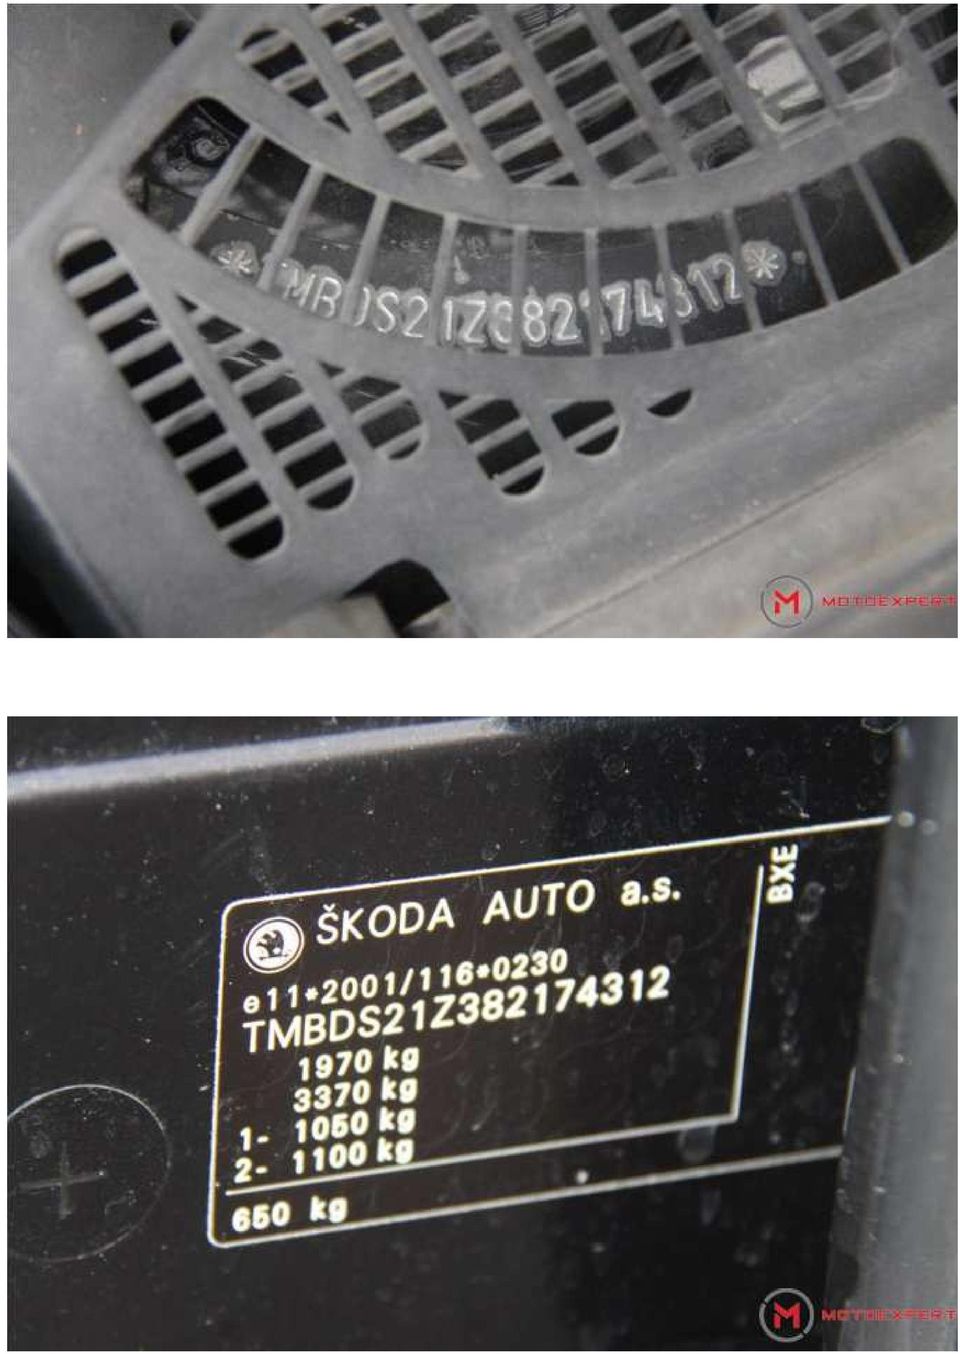 *TMBDS21Z382174312*
MOTOEXPERT
ŠKODA AUTO a.s.
BXE
e11*2001/116*0230
TMBDS21Z382174312
1970 kg
3370 kg
1- 1050 kg
2- 1100 kg
650 kg
MOTOEXPERT